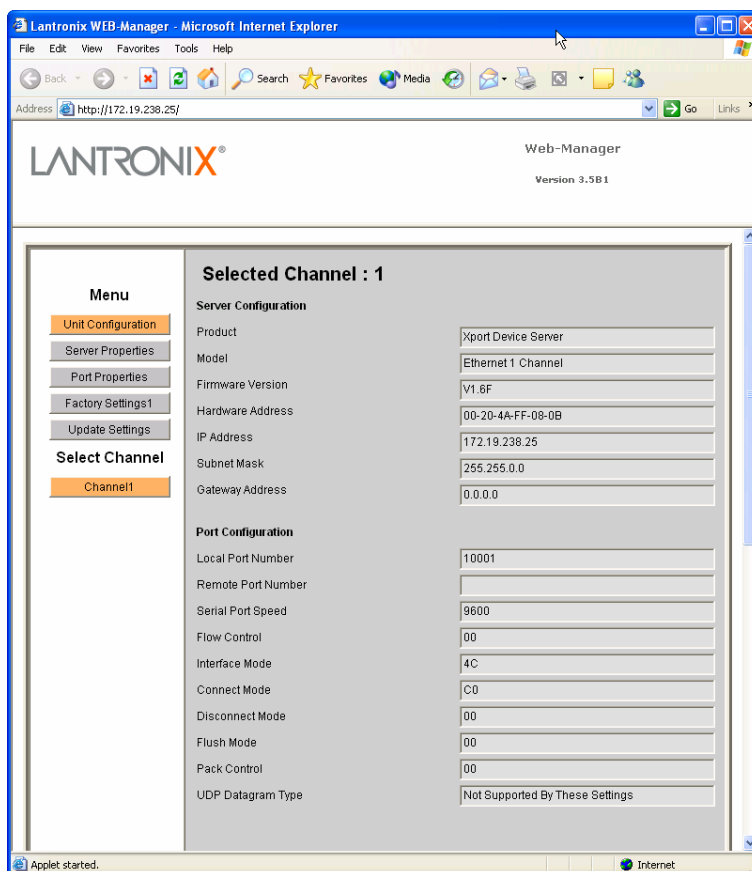 Lantronix WEB-Manager - Microsoft Internet Explorer
File Edit View Favorites Tools Help
Back Search Favorites Media
Address http://172.19.238.25/ Go Links
LANTRONIX®
Web-Manager
Version 3.5B1
Menu
Unit Configuration
Server Properties
Port Properties
Factory Settings1
Update Settings
Select Channel
Channel1
Selected Channel : 1
Server Configuration
Product Xport Device Server
Model Ethernet 1 Channel
Firmware Version V1.6F
Hardware Address 00-20-4A-FF-08-0B
IP Address 172.19.238.25
Subnet Mask 255.255.0.0
Gateway Address 0.0.0.0
Port Configuration
Local Port Number 10001
Remote Port Number
Serial Port Speed 9600
Flow Control 00
Interface Mode 4C
Connect Mode C0
Disconnect Mode 00
Flush Mode 00
Pack Control 00
UDP Datagram Type Not Supported By These Settings
Applet started. Internet